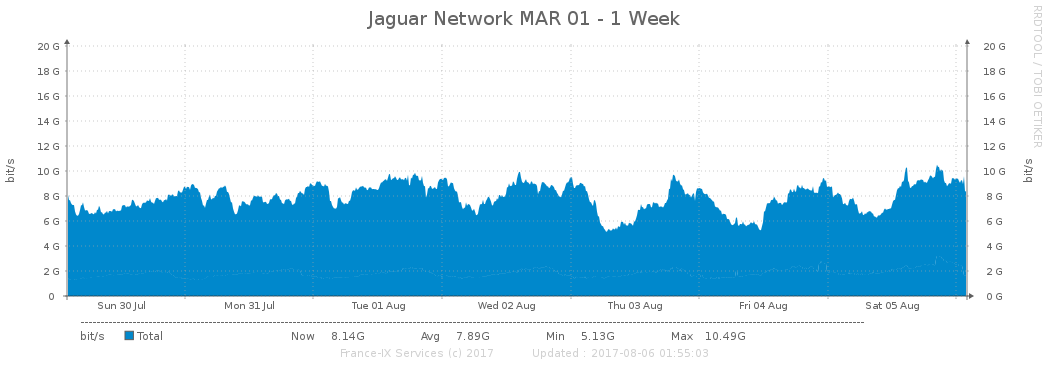 Jaguar Network MAR 01 - 1 Week
RRDTOOL / TOBI OETIKER
bit/s
20 G 20 G
18 G 18 G
16 G 16 G
14 G 14 G
12 G 12 G
10 G 10 G
8 G 8 G
6 G 6 G
4 G 4 G
2 G 2 G
0 0 G
bit/s
Sun 30 Jul Mon 31 Jul Tue 01 Aug Wed 02 Aug Thu 03 Aug Fri 04 Aug Sat 05 Aug
bit/s Total Now 8.14G Avg 7.89G Min 5.13G Max 10.49G
France-IX Services (c) 2017 Updated : 2017-08-06 01:55:03